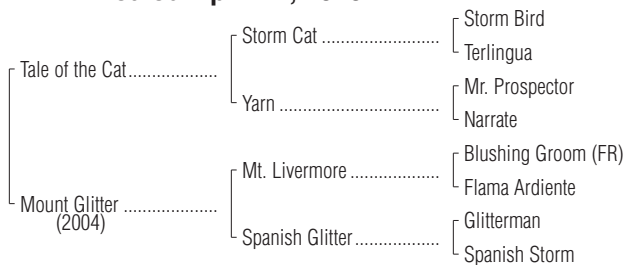 Storm Bird
Storm Cat........................
Terlingua
Tale of the Cat..................
Mr. Prospector
Yarn ................................
Narrate
Blushing Groom (FR)
Mt. Livermore ..................
Flama Ardiente
Mount Glitter ...................
(2004)
Glitterman
Spanish Glitter.................
Spanish Storm